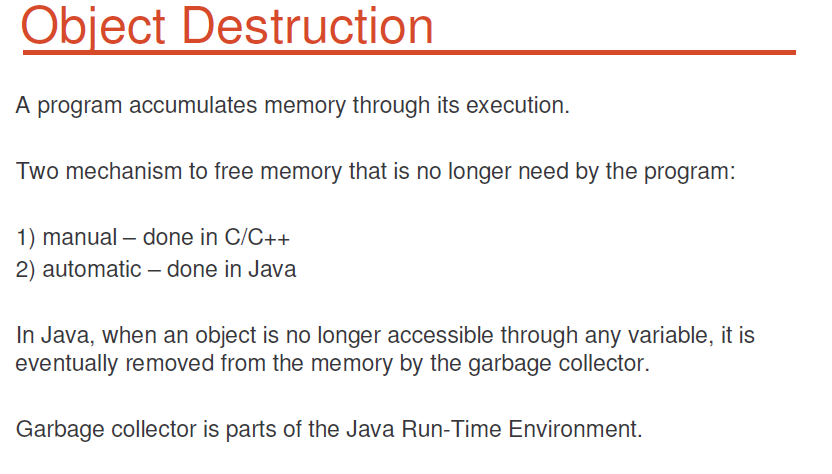 Object Destruction
A program accumulates memory through its execution.
Two mechanism to free memory that is no longer need by the program:
1) manual – done in C/C++
2) automatic – done in Java
In Java, when an object is no longer accessible through any variable, it is
eventually removed from the memory by the garbage collector.
Garbage collector is parts of the Java Run-Time Environment.